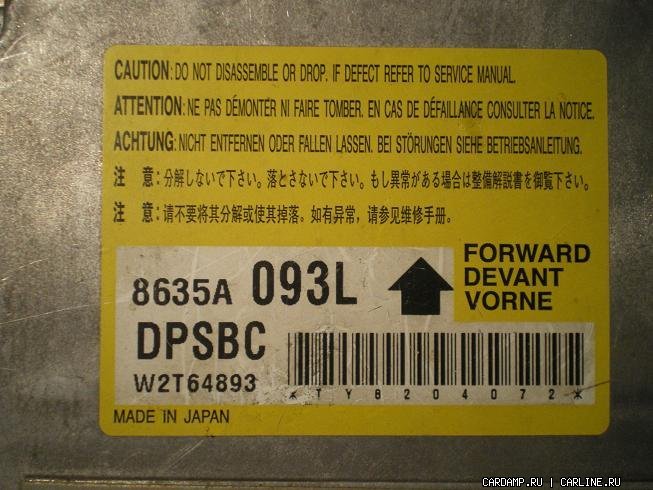 CAUTION: DO NOT DISASSEMBLE OR DROP. IF DEFECT REFER TO SERVICE MANUAL.
ATTENTION: NE PAS DÉMONTER NI FAIRE TOMBER. EN CAS DE DÉFAILLANCE CONSULTER LA NOTICE.
ACHTUNG: NICHT ENTFERNEN ODER FALLEN LASSEN. BEI STÖRUNGEN SIEHE BETRIEBSANLEITUNG.
注 意:分解しないで下さい。落とさないで下さい。もし異常がある場合は整備解説書を御覧下さい。
注 意:请不要将其分解或使其掉落。如有异常,请参见维修手册。
8635A 093L
FORWARD
DEVANT
VORNE
DPSBC
W2T64893
*TY8204072*
MADE IN JAPAN
CARDAMP.RU | CARLINE.RU